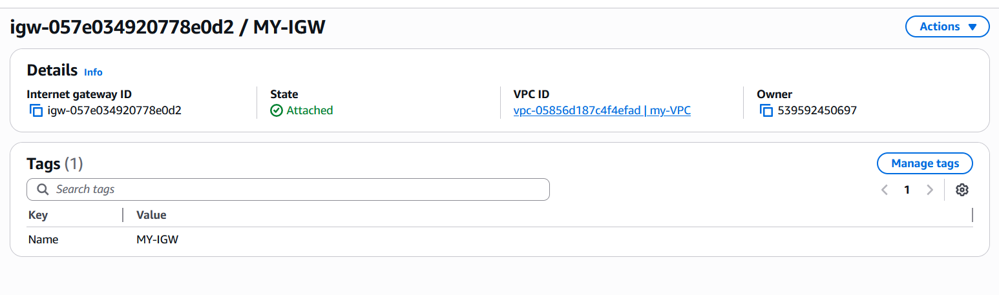 igw-057e034920778e0d2 / MY-IGW
Actions
Details Info
Internet gateway ID
igw-057e034920778e0d2
State
Attached
VPC ID
vpc-05856d187c4f4efad | my-VPC
Owner
539592450697
Tags (1)
Manage tags
Search tags
1
Key Value
Name MY-IGW